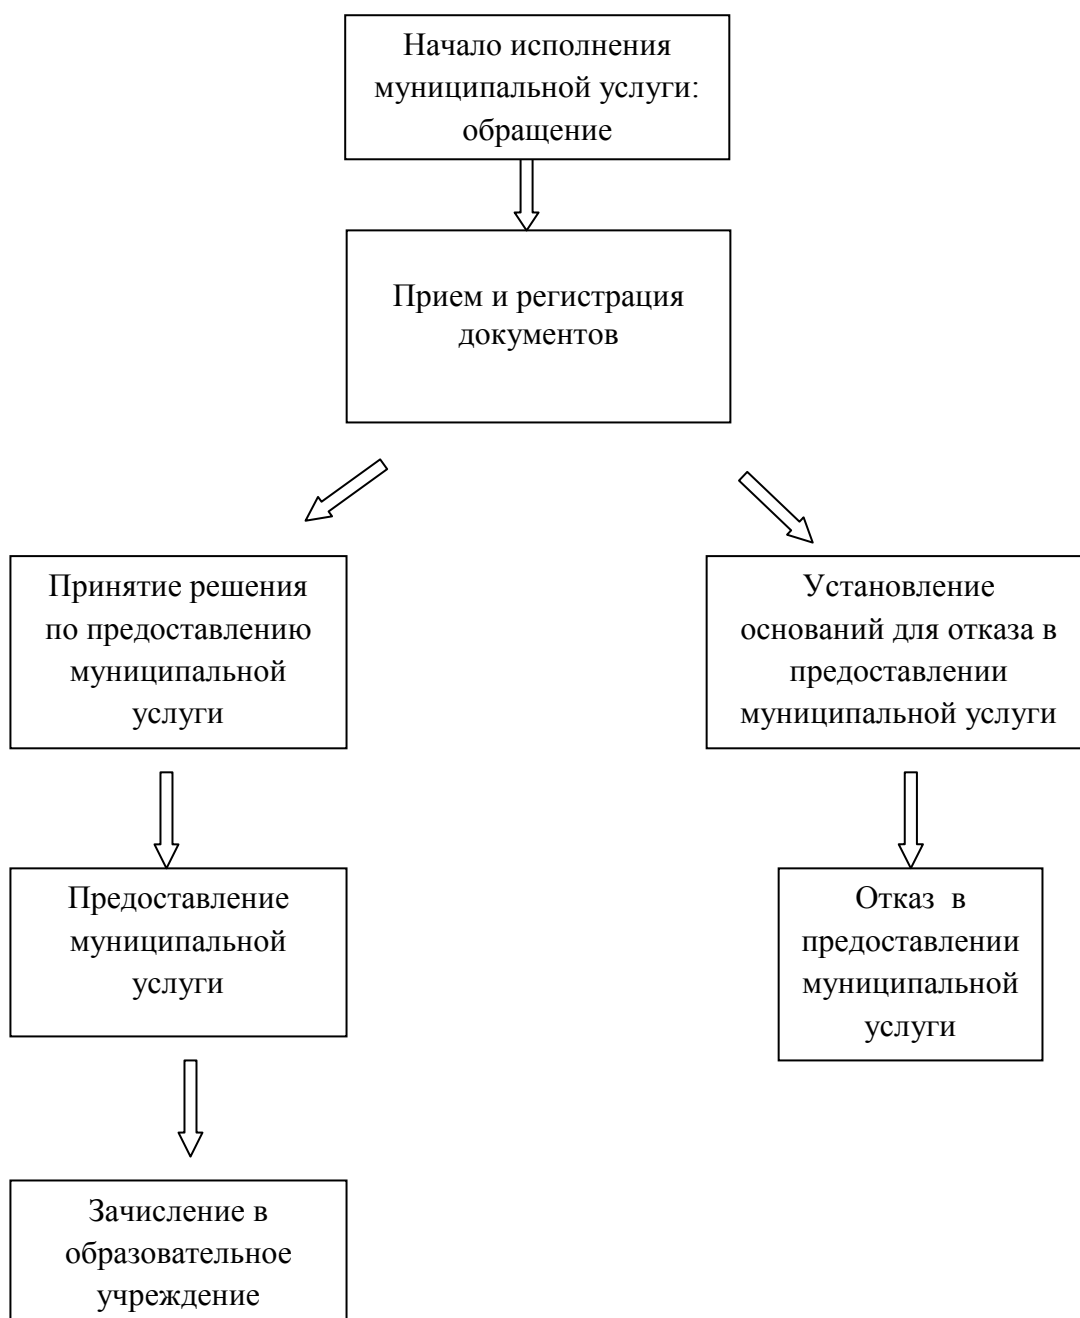 Начало исполнения
муниципальной услуги:
обращение
Прием и регистрация
документов
Принятие решения
по предоставлению
муниципальной
услуги
Установление
оснований для отказа в
предоставлении
муниципальной услуги
Предоставление
муниципальной
услуги
Отказ в
предоставлении
муниципальной
услуги
Зачисление в
образовательное
учреждение